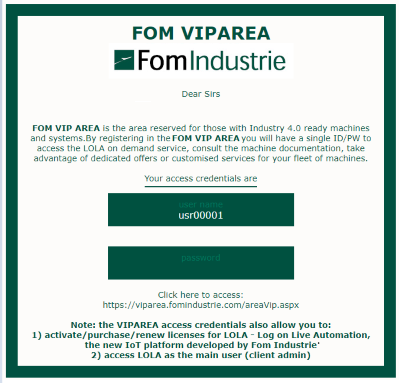 FOM VIPAREA
FomIndustrie
Dear Sirs
FOM VIP AREA is the area reserved for those with Industry 4.0 ready machines
and systems.By registering in the FOM VIP AREA you will have a single ID/PW to
access the LOLA on demand service, consult the machine documentation, take
advantage of dedicated offers or customised services for your fleet of machines.
Your access credentials are
user name
usr00001
password
Click here to access:
https://viparea.fomindustrie.com/areaVip.aspx
Note: the VIPAREA access credentials also allow you to:
1) activate/purchase/renew licenses for LOLA - Log on Live Automation,
the new IoT platform developed by Fom Industrie'
2) access LOLA as the main user (client admin)